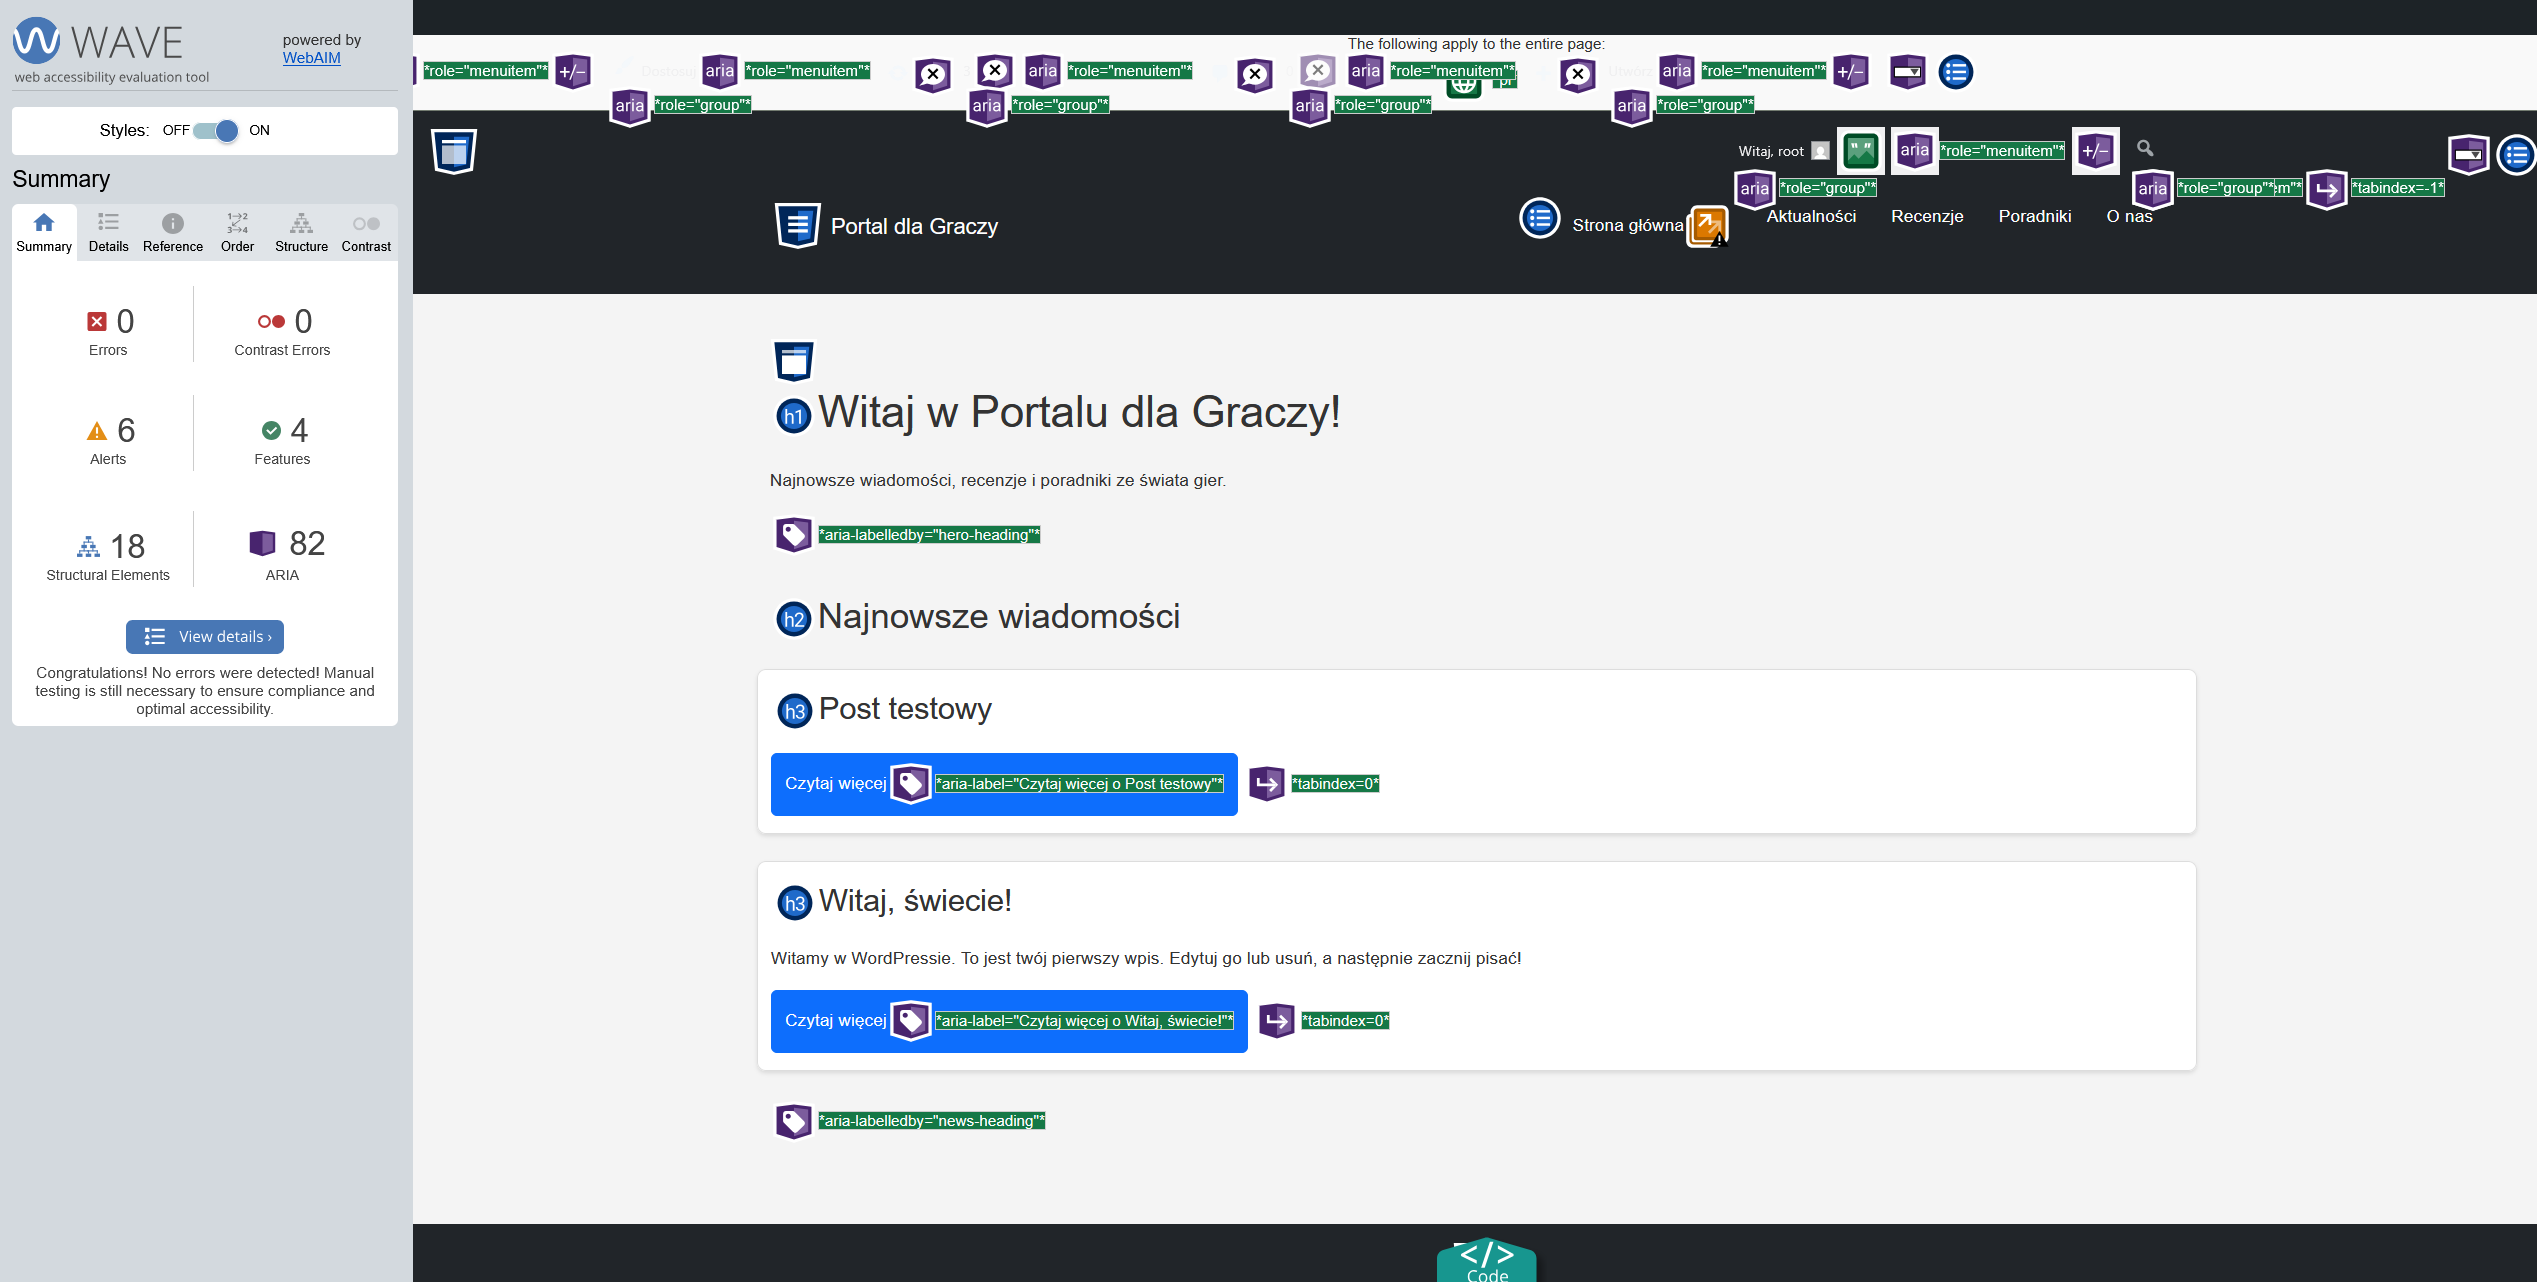 WAVE
web accessibility evaluation tool
powered by
WebAIM
Styles: OFF ON
Summary
Summary Details Reference Order Structure Contrast
0 Errors
0 Contrast Errors
6 Alerts
4 Features
18 Structural Elements
82 ARIA
View details ›
Congratulations! No errors were detected! Manual
testing is still necessary to ensure compliance and
optimal accessibility.
The following apply to the entire page:
*role="menuitem"* +/- aria *role="menuitem"* aria *role="menuitem"* aria *role="menuitem"* aria *role="menuitem"* +/-
aria *role="group"* aria *role="group"* aria *role="group"* aria *role="group"*
Witaj, root aria *role="menuitem"* +/-
aria *role="group"* aria *role="group"* *tabindex=-1*
Portal dla Graczy
Strona główna Aktualności Recenzje Poradniki O nas
h1 Witaj w Portalu dla Graczy!
Najnowsze wiadomości, recenzje i poradniki ze świata gier.
*aria-labelledby="hero-heading"*
h2 Najnowsze wiadomości
h3 Post testowy
Czytaj więcej *aria-label="Czytaj więcej o Post testowy"* *tabindex=0*
h3 Witaj, świecie!
Witamy w WordPressie. To jest twój pierwszy wpis. Edytuj go lub usuń, a następnie zacznij pisać!
Czytaj więcej *aria-label="Czytaj więcej o Witaj, świecie!"* *tabindex=0*
*aria-labelledby="news-heading"*
</>
Code